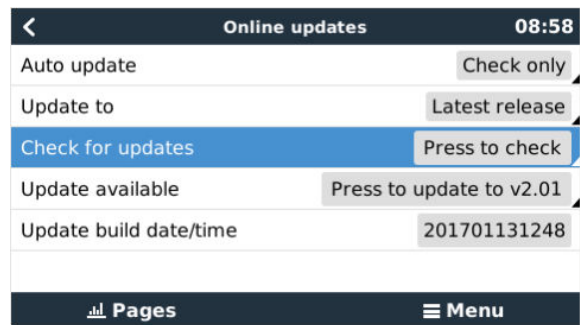 Online updates 08:58
Auto update Check only
Update to Latest release
Check for updates Press to check
Update available Press to update to v2.01
Update build date/time 201701131248
Pages Menu